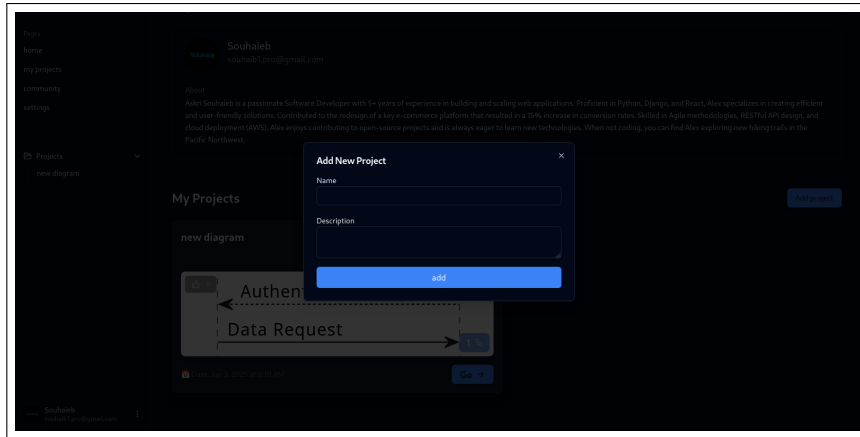 Pages
home
my projects
community
settings
Projects
new diagram
Souhaieb
souhaib1.pro@gmail.com
About
Askri Souhaieb is a passionate Software Developer with 5+ years of experience in building and scaling web applications. Proficient in Python, Django, and React, Alex specializes in creating efficient
and user-friendly solutions. Contributed to the redesign of a key e-commerce platform that resulted in a 15% increase in conversion rates. Skilled in Agile methodologies, RESTful API design, and
cloud deployment (AWS). Alex enjoys contributing to open-source projects and is always eager to learn new technologies. When not coding, you can find Alex exploring new hiking trails in the
Pacific Northwest.
My Projects
Add project
new diagram
Authen
Data Request
1
Go
Add New Project
Name
Description
add
Souhaieb
souhaib1.pro@gmail.com